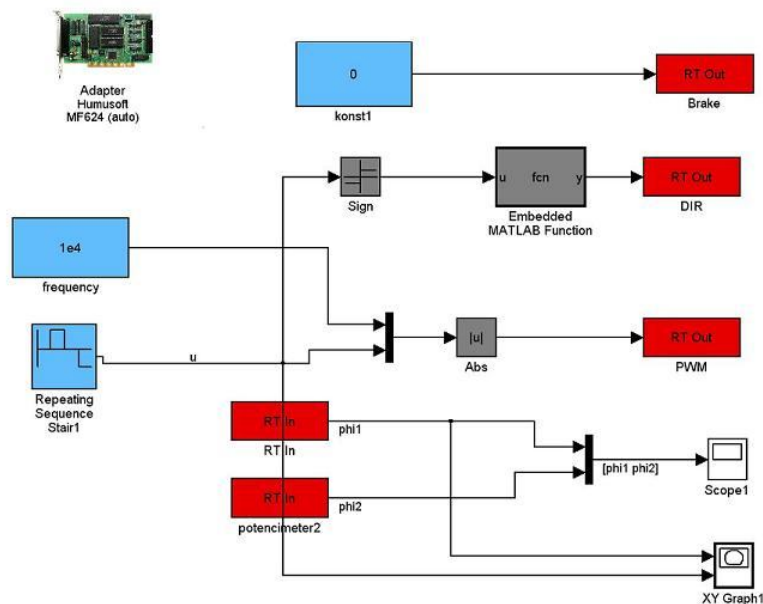 Adapter
Humusoft
MF624 (auto)
0
konst1
RT Out
Brake
Sign
u fcn y
Embedded
MATLAB Function
RT Out
DIR
1e4
frequency
u
Repeating
Sequence
Stair1
|u|
Abs
RT Out
PWM
RT In
RT In
phi1
RT In
potencimeter2
phi2
[phi1 phi2]
Scope1
XY Graph1